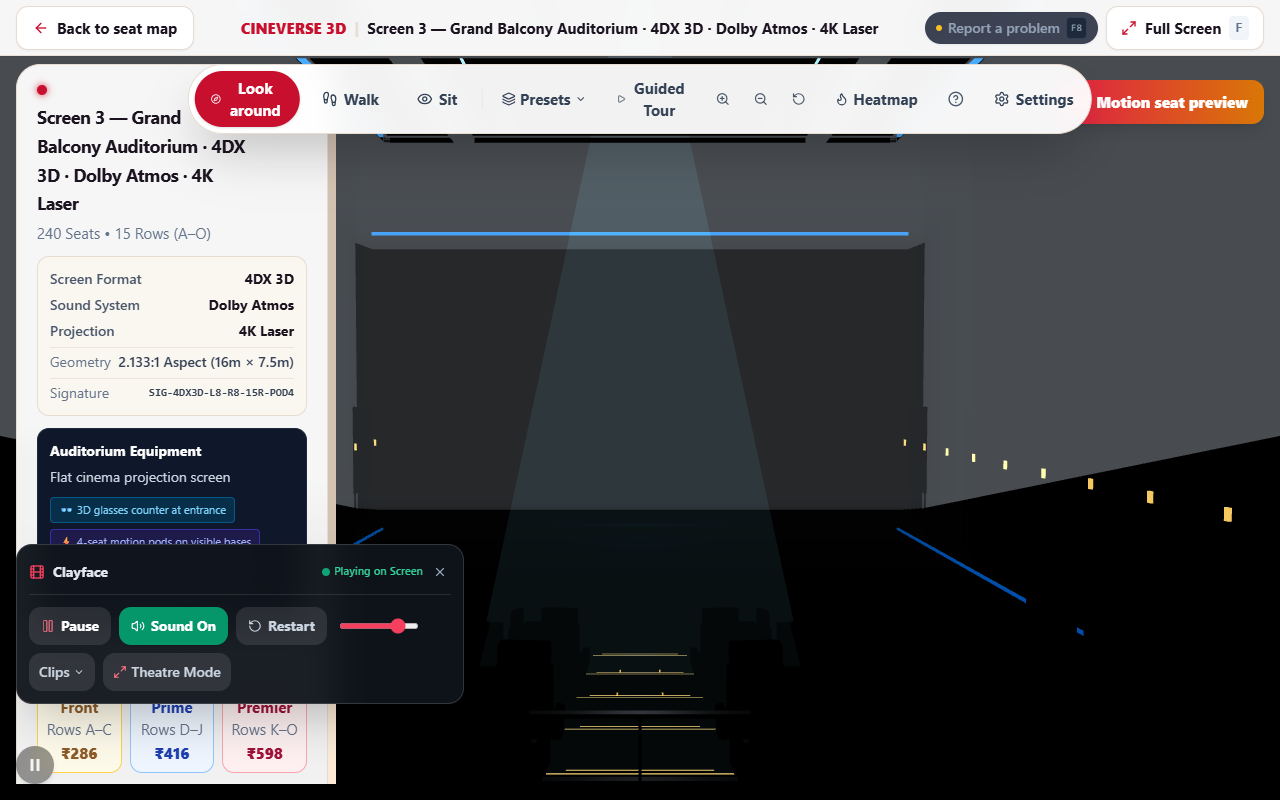 Back to seat map
CINEVERSE 3D | Screen 3 — Grand Balcony Auditorium · 4DX 3D · Dolby Atmos · 4K Laser
Report a problem F8
Full Screen F
Look around
Walk
Sit
Presets
Guided Tour
Heatmap
Settings
Motion seat preview
Screen 3 — Grand
Balcony Auditorium · 4DX
3D · Dolby Atmos · 4K
Laser
240 Seats • 15 Rows (A–O)
Screen Format 4DX 3D
Sound System Dolby Atmos
Projection 4K Laser
Geometry 2.133:1 Aspect (16m × 7.5m)
Signature SIG-4DX3D-L8-R8-15R-POD4
Auditorium Equipment
Flat cinema projection screen
3D glasses counter at entrance
4-seat motion pods on visible bases
Clayface
Playing on Screen
Pause
Sound On
Restart
Clips
Theatre Mode
Front Prime Premier
Rows A–C Rows D–J Rows K–O
₹286 ₹416 ₹598